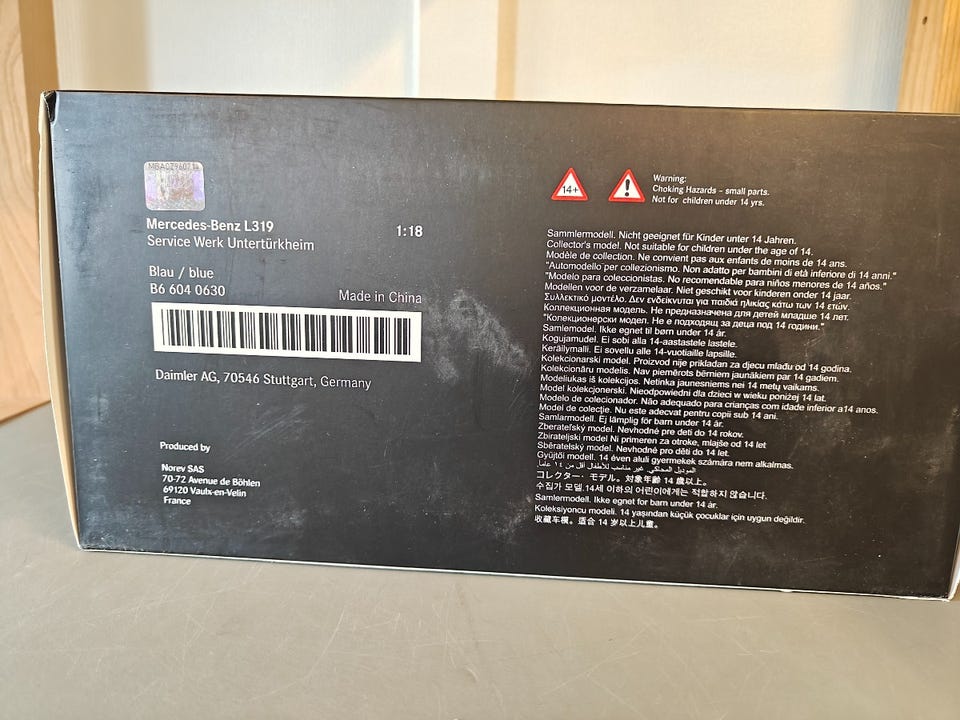 Mercedes-Benz L319
Service Werk Untertürkheim
1:18
Blau / blue
B6 604 0630
Made in China
Daimler AG, 70546 Stuttgart, Germany
Produced by
Norev SAS
70-72 Avenue de Böhlen
69120 Vaulx-en-Velin
France
14+
!
Warning:
Choking Hazards - small parts.
Not for children under 14 yrs.
Sammlermodell. Nicht geeignet für Kinder unter 14 Jahren.
Collector's model. Not suitable for children under the age of 14.
Modèle de collection. Ne convient pas aux enfants de moins de 14 ans.
"Automodello per collezionismo. Non adatto per bambini di età inferiore di 14 anni."
"Modelo para coleccionistas. No recomendable para niños menores de 14 años."
Modellen voor de verzamelaar. Niet geschikt voor kinderen onder 14 jaar.
Συλλεκτικό μοντέλο. Δεν ενδείκνυται για παιδιά ηλικίας κάτω των 14 ετών.
Коллекционная модель. Не предназначена для детей младше 14 лет.
"Колекционерски модел. Не е подходящ за деца под 14 години."
Samlemodel. Ikke egnet til børn under 14 år.
Kogujamudel. Ei sobi alla 14-aastastele lastele.
Keräilymalli. Ei sovellu alle 14-vuotiaille lapsille.
Kolekcionarski model. Proizvod nije prikladan za djecu mlađu od 14 godina.
Kolekcionāru modelis. Nav piemērots bērniem jaunākiem par 14 gadiem.
Modeliukas iš kolekcijos. Netinka jaunesniems nei 14 metų vaikams.
Model kolekcjonerski. Nieodpowiedni dla dzieci w wieku poniżej 14 lat.
Modelo de colecionador. Não adequado para crianças com idade inferior a14 anos.
Model de colecție. Nu este adecvat pentru copii sub 14 ani.
Samlarmodell. Ej lämplig för barn under 14 år.
Zberateľský model. Nevhodné pre deti do 14 rokov.
Zbirateljski model Ni primeren za otroke, mlajše od 14 let
Sběratelský model. Nevhodné pro děti do 14 let.
Gyűjtői modell. 14 éven aluli gyermekek számára nem alkalmas.
غير مناسب للأطفال أقل من ١٤ عاماً.
コレクター・モデル。対象年齢 14 歳以上。
수집가 모델.14세 이하의 어린이에게는 적합하지 않습니다.
Samlermodell. Ikke egnet for barn under 14 år.
Koleksiyoncu modeli. 14 yaşından küçük çocuklar için uygun değildir.
收藏车模。适合 14 岁以上儿童。